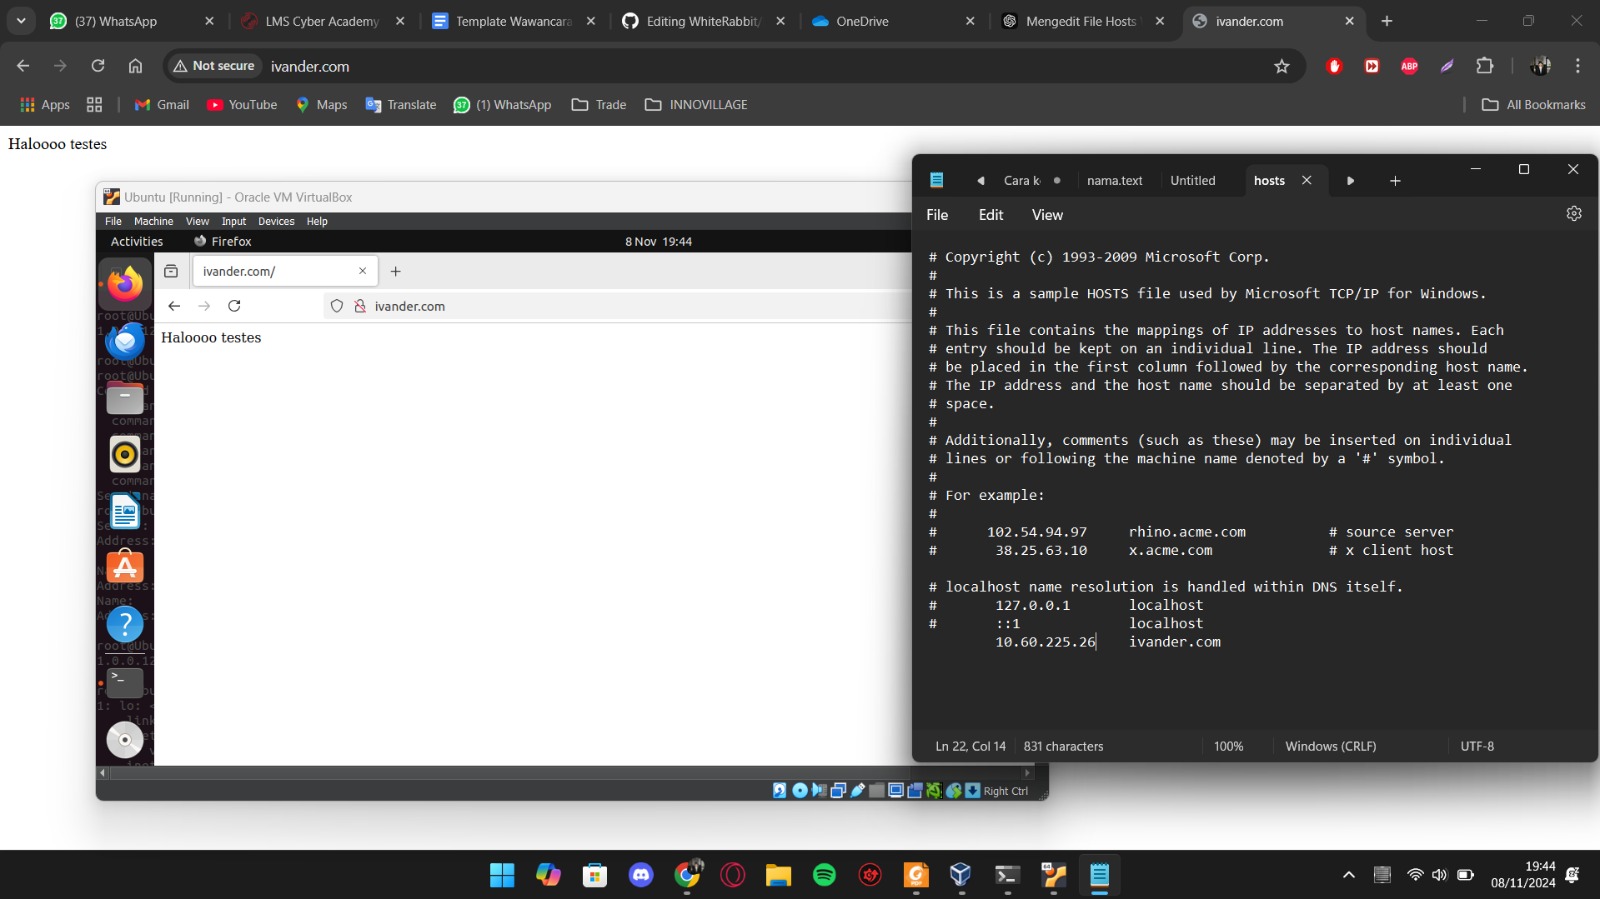 (37) WhatsApp
LMS Cyber Academy
Template Wawancara
Editing WhiteRabbit/
OneDrive
Mengedit File Hosts
ivander.com
Not secure
ivander.com
ABP
Apps
Gmail
YouTube
Maps
Translate
37
(1) WhatsApp
Trade
INNOVILLAGE
All Bookmarks
Haloooo testes
Ubuntu [Running] - Oracle VM VirtualBox
File Machine View Input Devices Help
Activities
Firefox
8 Nov 19:44
ivander.com/
ivander.com
Haloooo testes
Right Ctrl
Cara k
nama.text
Untitled
hosts
File
Edit
View
# Copyright (c) 1993-2009 Microsoft Corp.
#
# This is a sample HOSTS file used by Microsoft TCP/IP for Windows.
#
# This file contains the mappings of IP addresses to host names. Each
# entry should be kept on an individual line. The IP address should
# be placed in the first column followed by the corresponding host name.
# The IP address and the host name should be separated by at least one
# space.
#
# Additionally, comments (such as these) may be inserted on individual
# lines or following the machine name denoted by a '#' symbol.
#
# For example:
#
# 102.54.94.97 rhino.acme.com # source server
# 38.25.63.10 x.acme.com # x client host
# localhost name resolution is handled within DNS itself.
# 127.0.0.1 localhost
# ::1 localhost
10.60.225.26 ivander.com
Ln 22, Col 14
831 characters
100%
Windows (CRLF)
UTF-8
19:44
08/11/2024